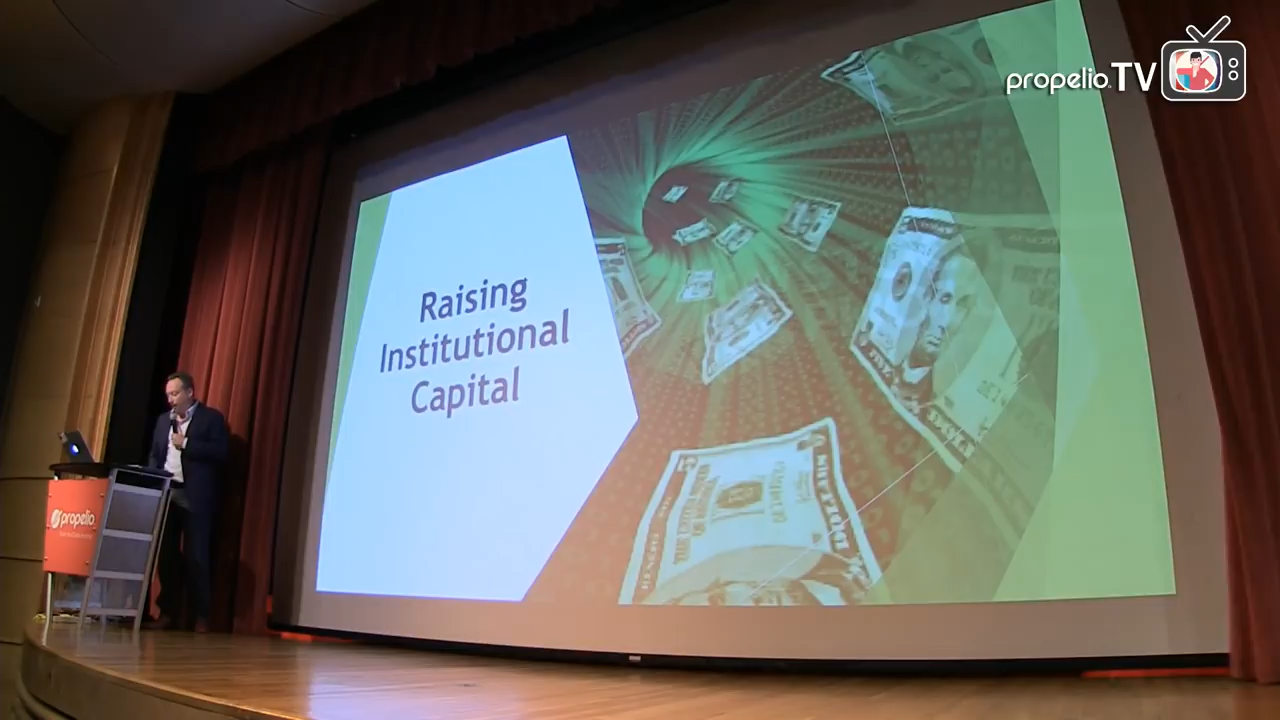 propelio TV
Raising
Institutional
Capital
propelio